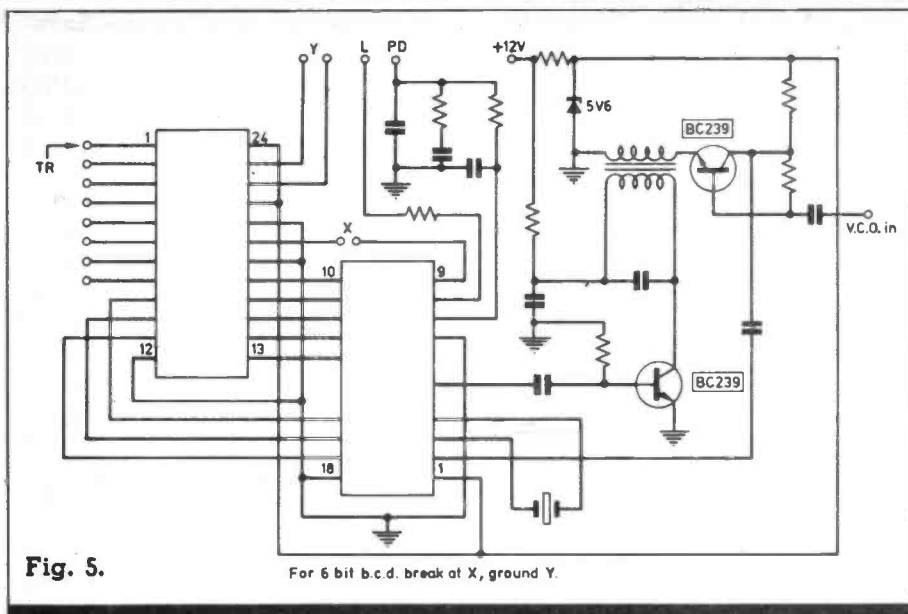 Y L PD +12V
5V6
BC239
1 24
TR
X
V.C.O. in
10 9
12 13
BC239
18 1
Fig. 5.
For 6 bit b.c.d. break at X, ground Y.